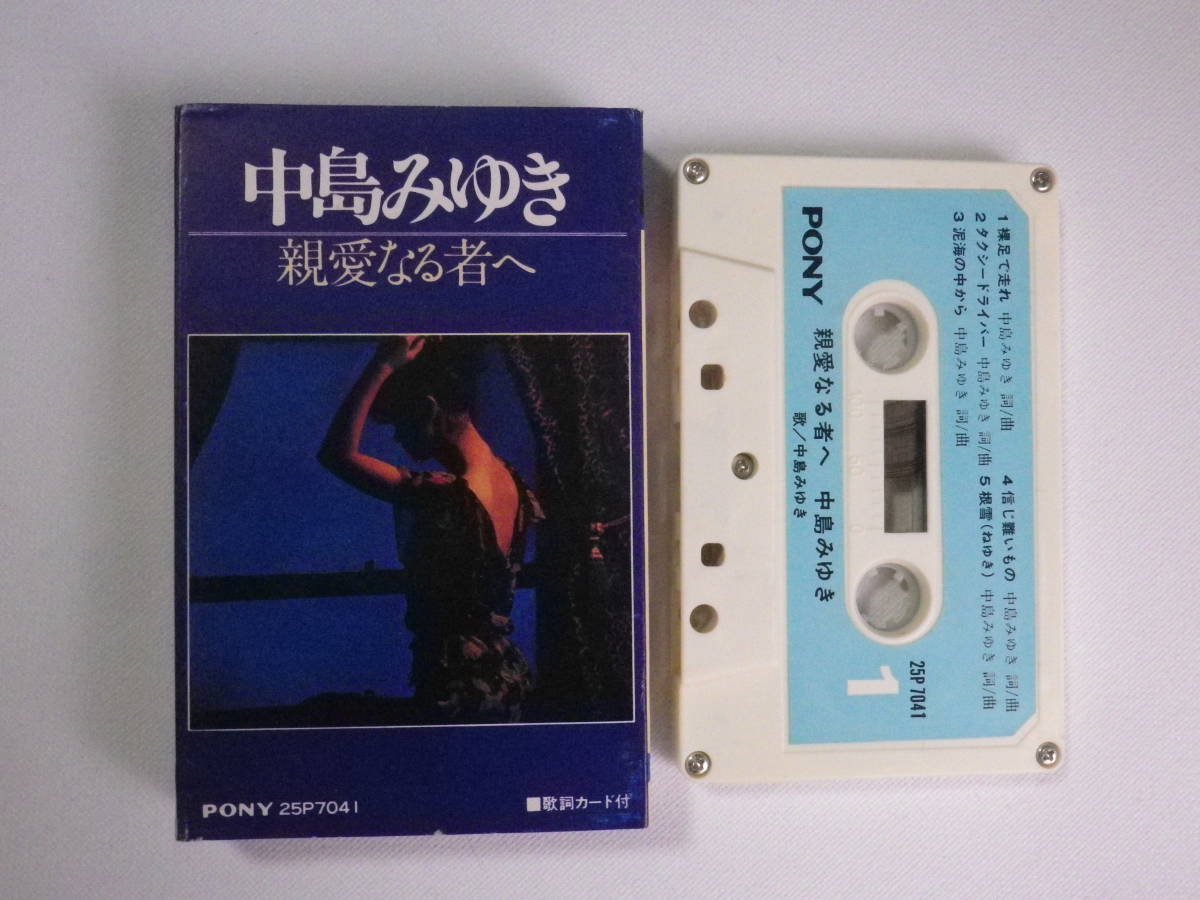 中島みゆき
親愛なる者へ
PONY 25P7041
■歌詞カード付
1 裸足で走れ 中島みゆき 詞/曲
2 タクシードライバー 中島みゆき 詞/曲
3 泥海の中から 中島みゆき 詞/曲
4 信じ難いもの 中島みゆき 詞/曲
5 根雪(ねゆき) 中島みゆき 詞/曲
PONY 親愛なる者へ 中島みゆき
歌/中島みゆき
25P7041
1
100 50 0